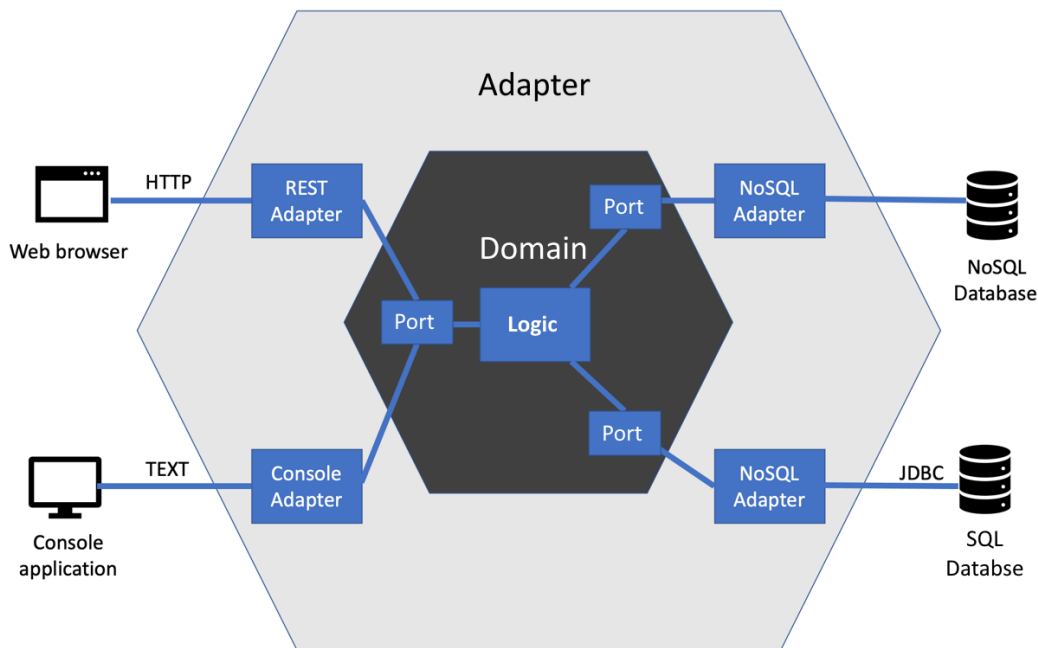 Adapter
HTTP
REST
Adapter
Web browser
Port
NoSQL
Adapter
NoSQL
Database
Domain
Port
Logic
Port
TEXT
Console
Adapter
Console
application
NoSQL
Adapter
JDBC
SQL
Databse